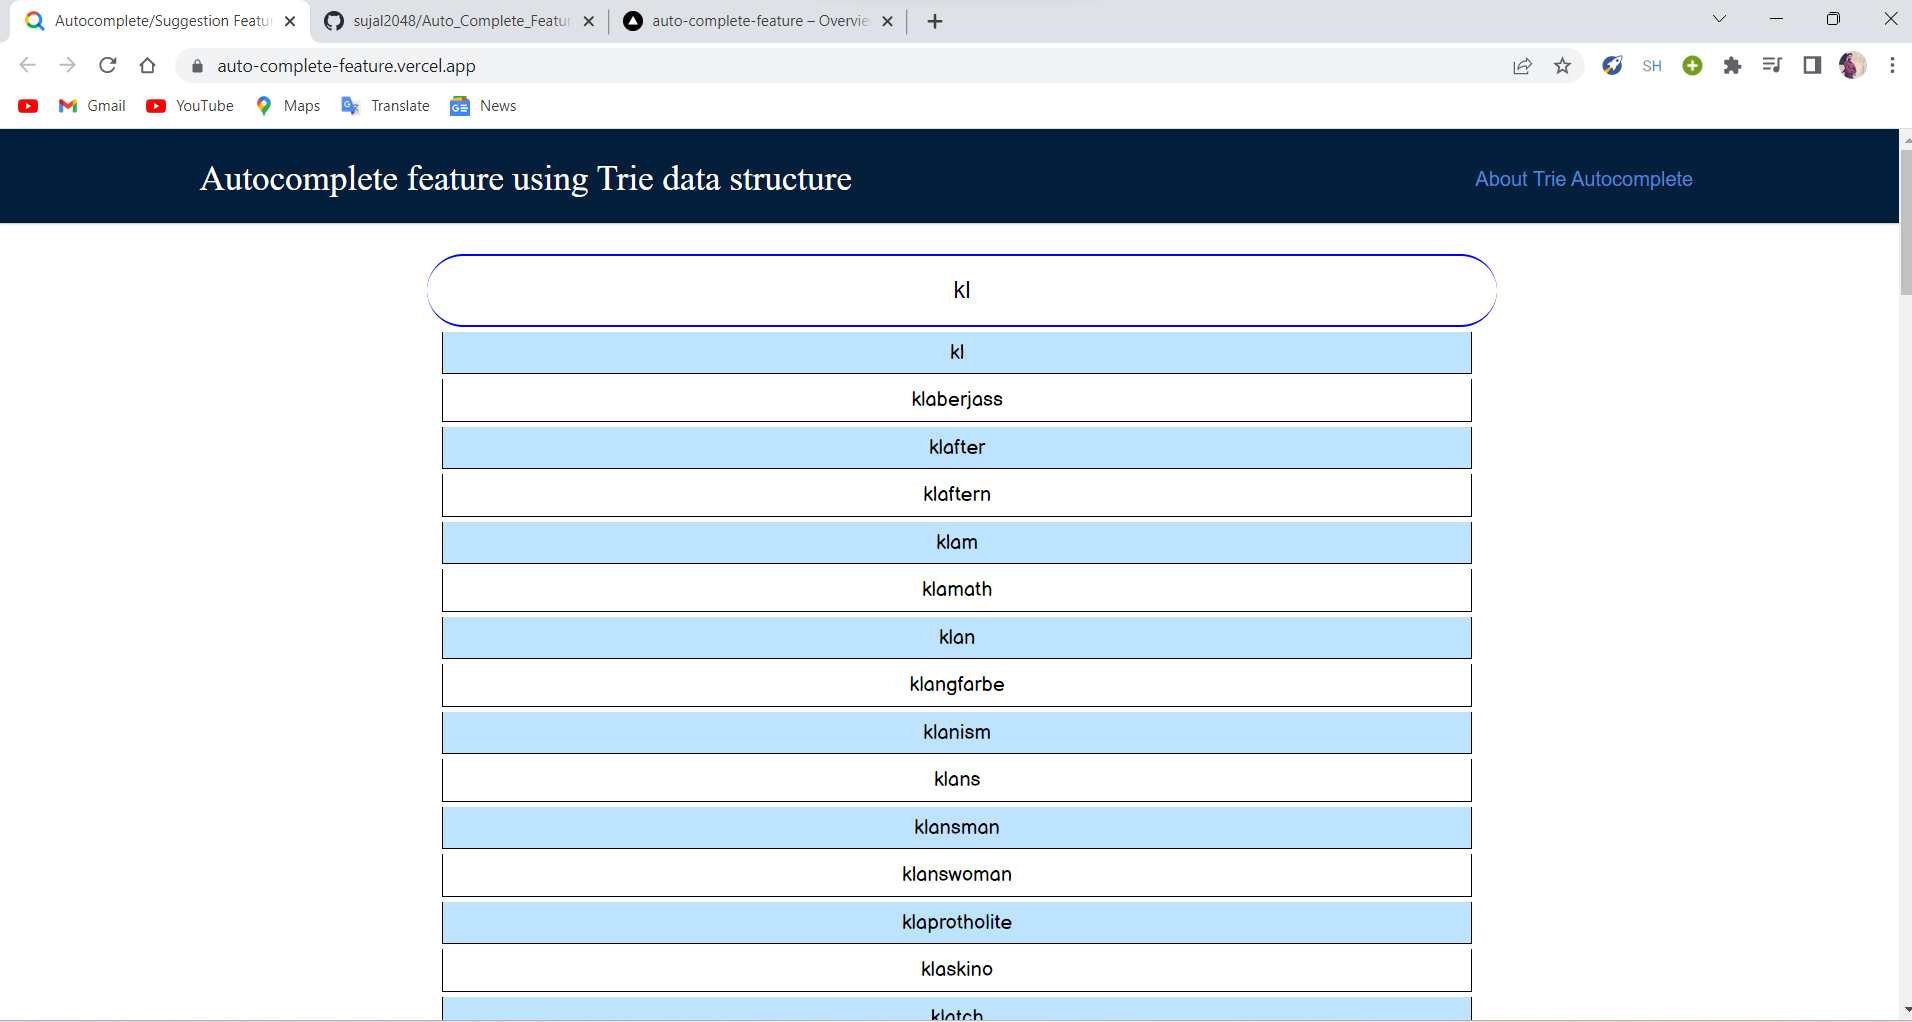 Autocomplete/Suggestion Featur
sujal2048/Auto_Complete_Featur
auto-complete-feature – Overvie
auto-complete-feature.vercel.app
SH
Gmail
YouTube
Maps
Translate
News
Autocomplete feature using Trie data structure
About Trie Autocomplete
kl
kl
klaberjass
klafter
klaftern
klam
klamath
klan
klangfarbe
klanism
klans
klansman
klanswoman
klaprotholite
klaskino
klatch